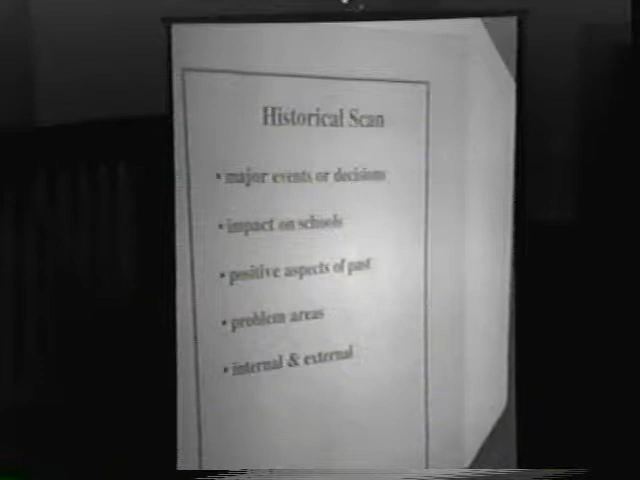 Historical Scan
• major events or decisions
• impact on schools
• positive aspects of past
• problem areas
• internal & external